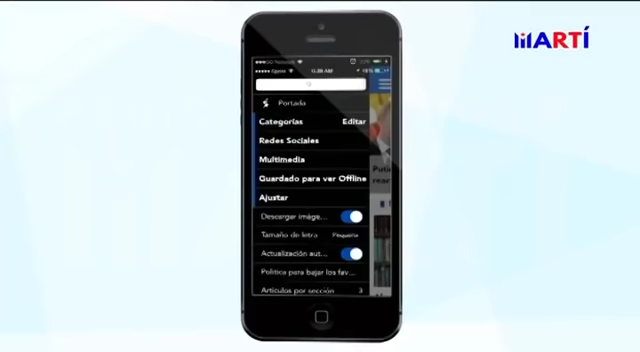 MARTÍ
Portada
Categorías Editar
Redes Sociales
Multimedia
Guardado para ver Offline
Ajustar
Descargar imáge...
Tamaño de letra Pequeña
Actualización aut...
Política para bajar los fav...
Artículos por sección 3